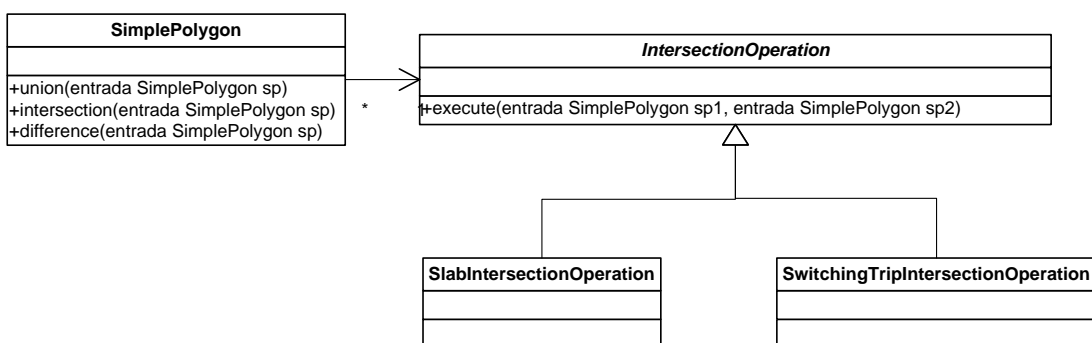 SimplePolygon
+union(entrada SimplePolygon sp)
+intersection(entrada SimplePolygon sp)
+difference(entrada SimplePolygon sp)
*
1
IntersectionOperation
+execute(entrada SimplePolygon sp1, entrada SimplePolygon sp2)
SlabIntersectionOperation
SwitchingTripIntersectionOperation